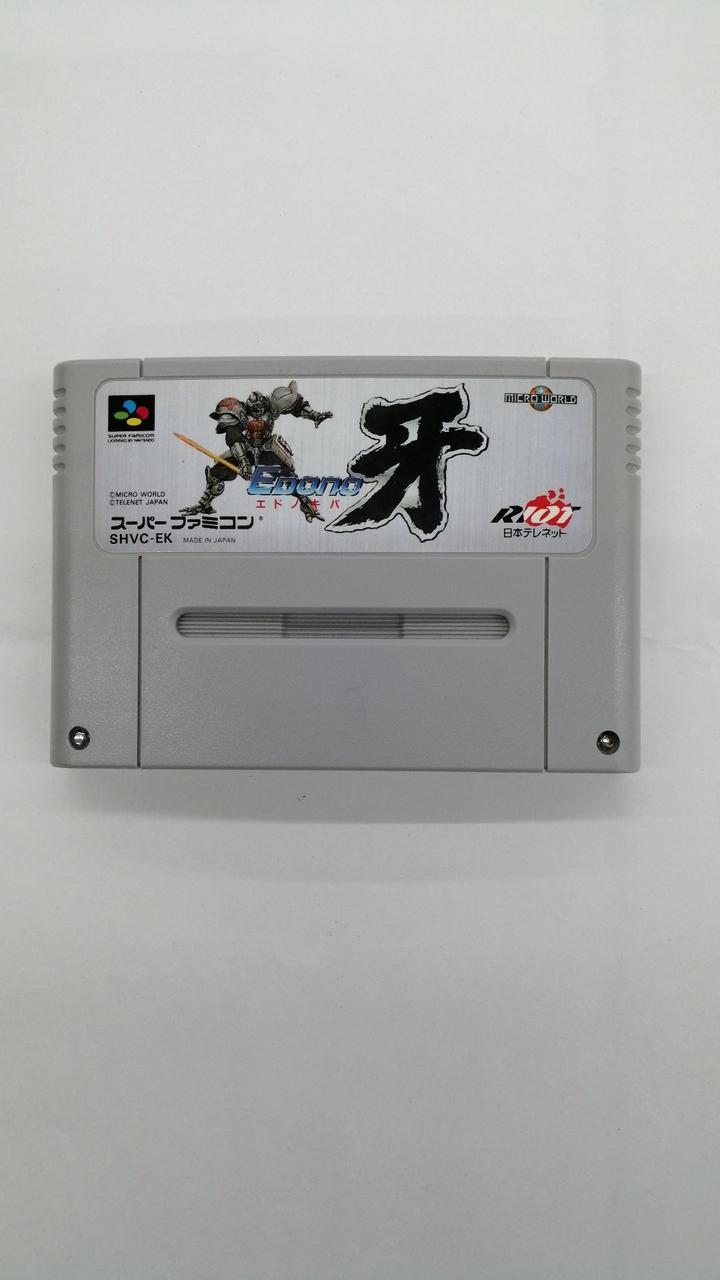 SUPER FAMICOM
LICENSED BY NINTENDO
©MICRO WORLD
©TELENET JAPAN
スーパーファミコン®
SHVC-EK MADE IN JAPAN
EDONO
エドノキバ
牙
MICRO WORLD
RIOT
日本テレネット